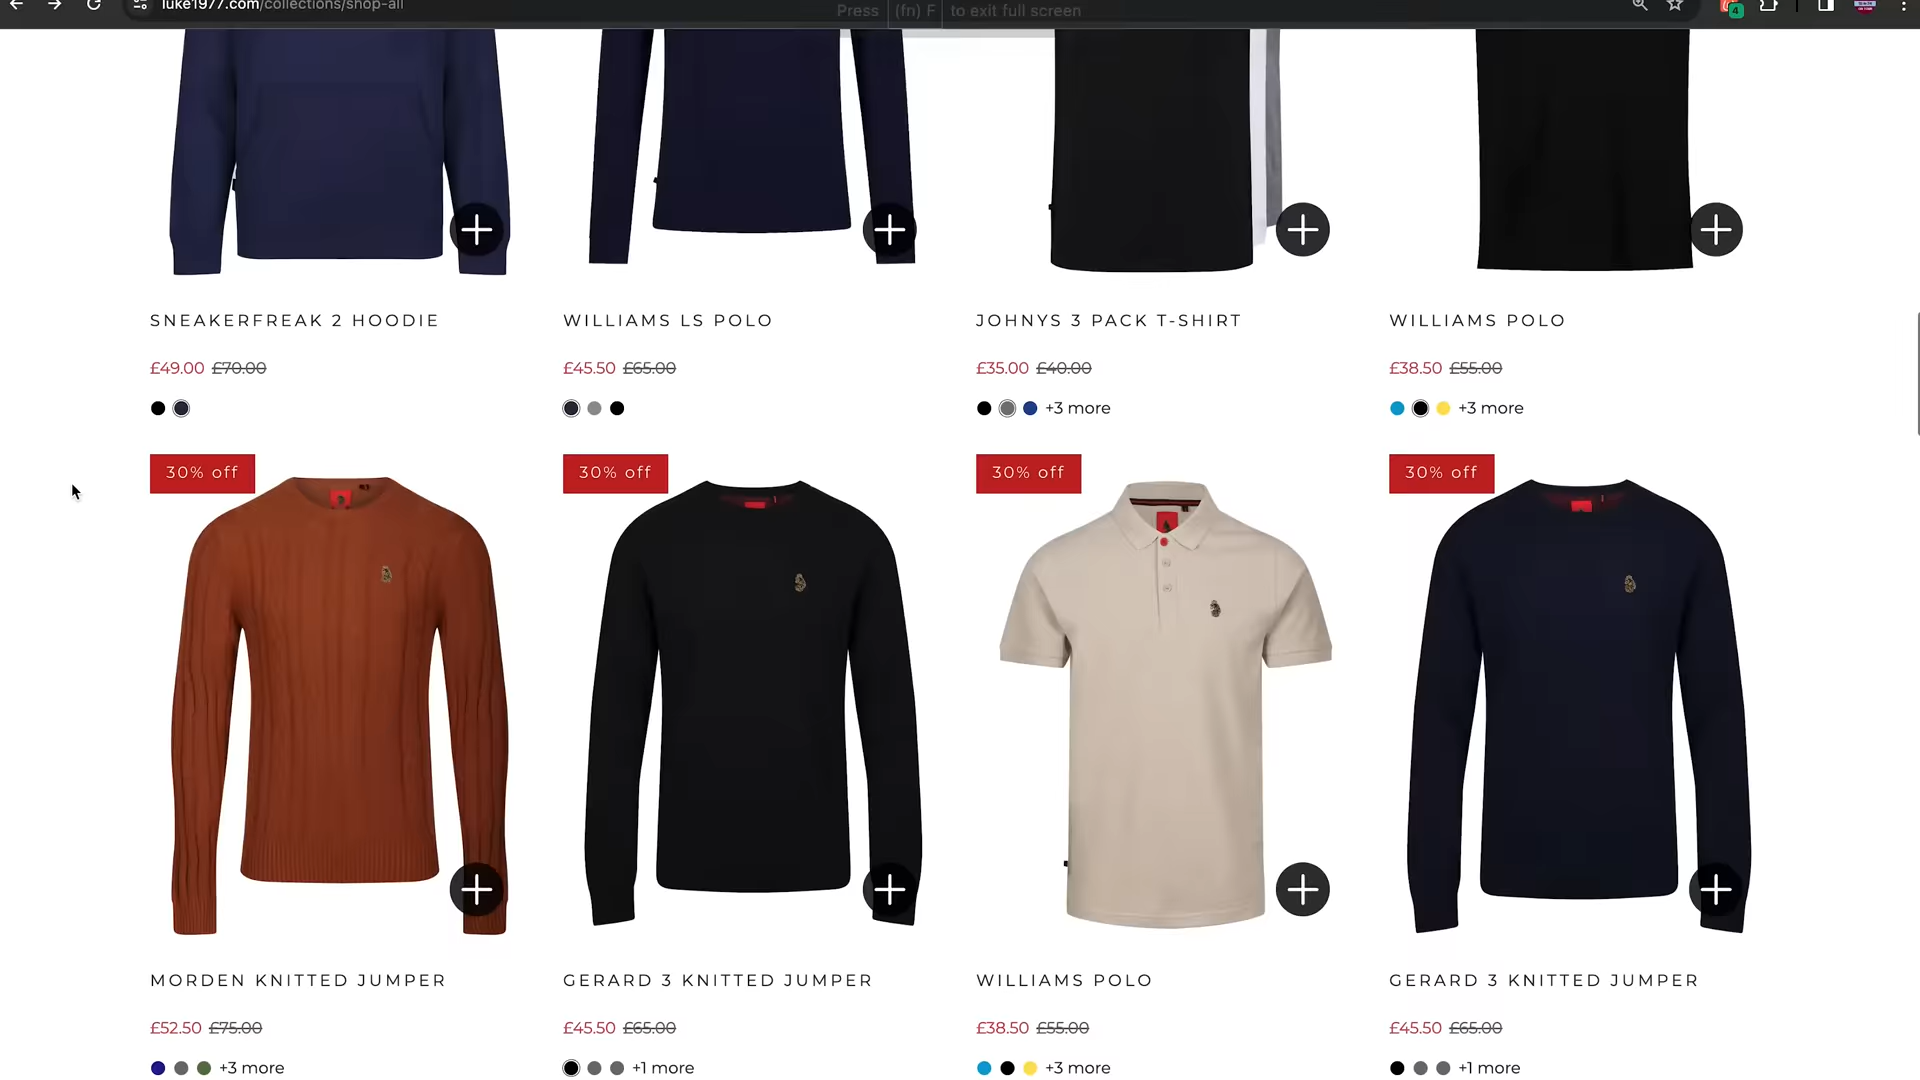 luke1977.com/collections/shop-all
Press (fn) F to exit full screen
4
SNEAKERFREAK 2 HOODIE
WILLIAMS LS POLO
JOHNYS 3 PACK T-SHIRT
WILLIAMS POLO
£49.00 £70.00
£45.50 £65.00
£35.00 £40.00
£38.50 £55.00
+3 more
+3 more
30% off
30% off
30% off
30% off
MORDEN KNITTED JUMPER
GERARD 3 KNITTED JUMPER
WILLIAMS POLO
GERARD 3 KNITTED JUMPER
£52.50 £75.00
£45.50 £65.00
£38.50 £55.00
£45.50 £65.00
+3 more
+1 more
+3 more
+1 more